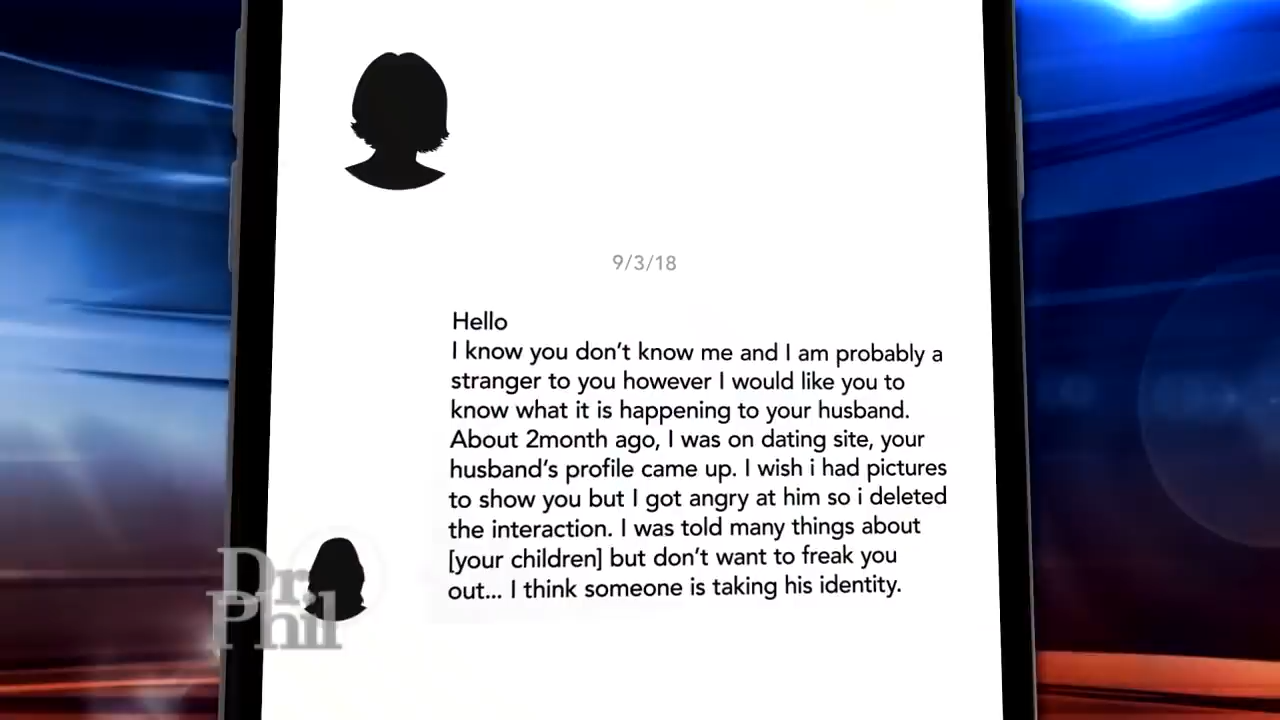 9/3/18
Hello
I know you don't know me and I am probably a
stranger to you however I would like you to
know what it is happening to your husband.
About 2month ago, I was on dating site, your
husband's profile came up. I wish i had pictures
to show you but I got angry at him so i deleted
the interaction. I was told many things about
[your children] but don't want to freak you
out... I think someone is taking his identity.
Dr.
Phil